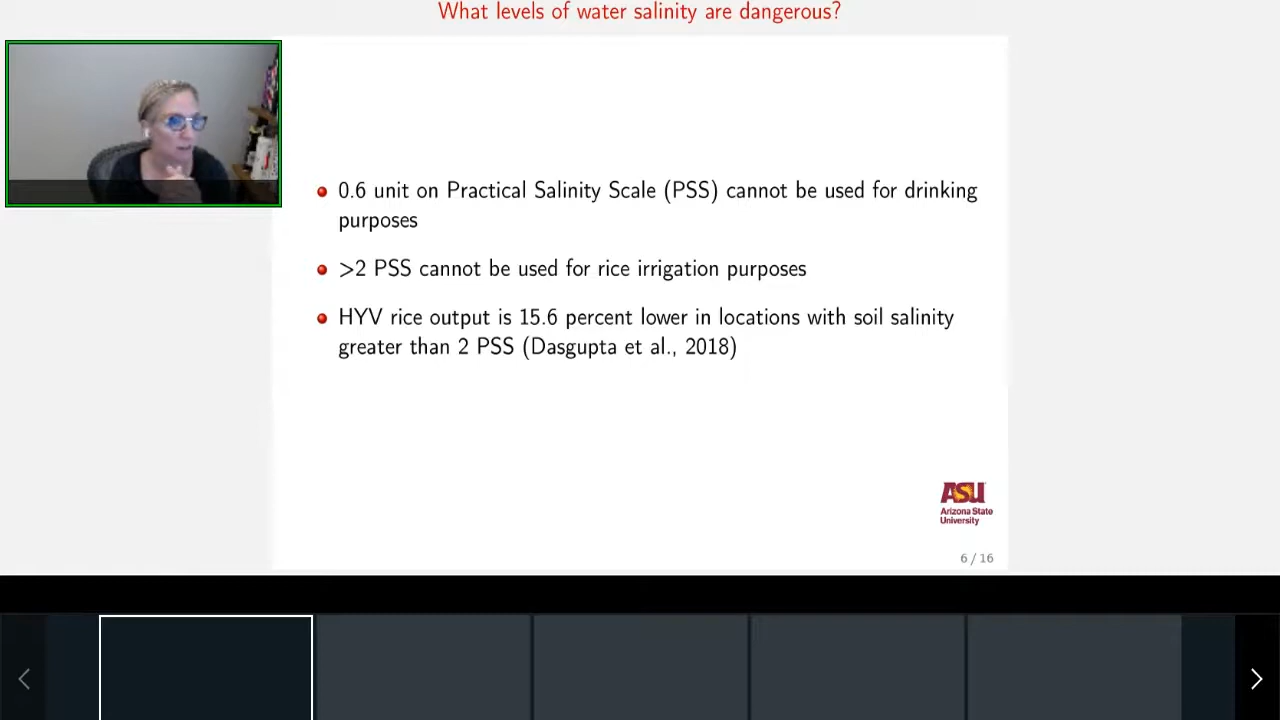 What levels of water salinity are dangerous?
0.6 unit on Practical Salinity Scale (PSS) cannot be used for drinking
purposes
>2 PSS cannot be used for rice irrigation purposes
HYV rice output is 15.6 percent lower in locations with soil salinity
greater than 2 PSS (Dasgupta et al., 2018)
ASU
Arizona State
University
6 / 16